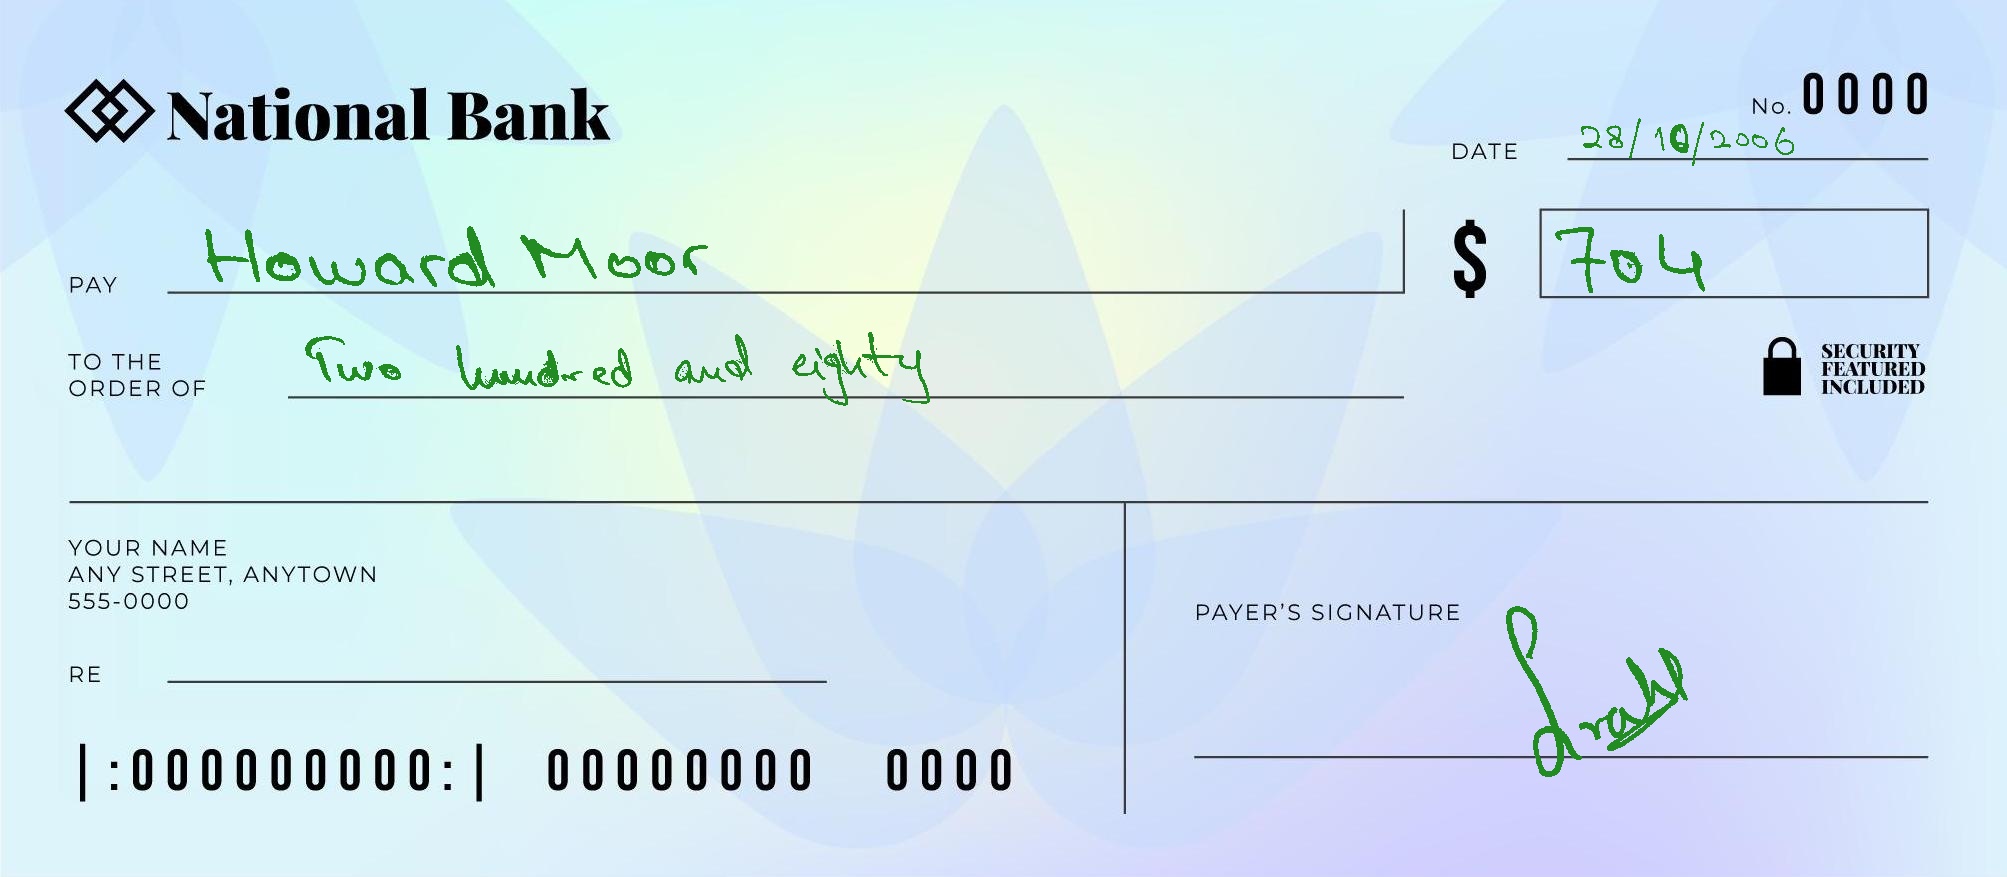 National Bank
No. 0000
DATE 28/10/2006
PAY Howard Moor $ 704
TO THE
ORDER OF Two hundred and eighty
SECURITY
FEATURED
INCLUDED
YOUR NAME
ANY STREET, ANYTOWN
555-0000
PAYER’S SIGNATURE
RE
|:000000000:| 00000000 0000